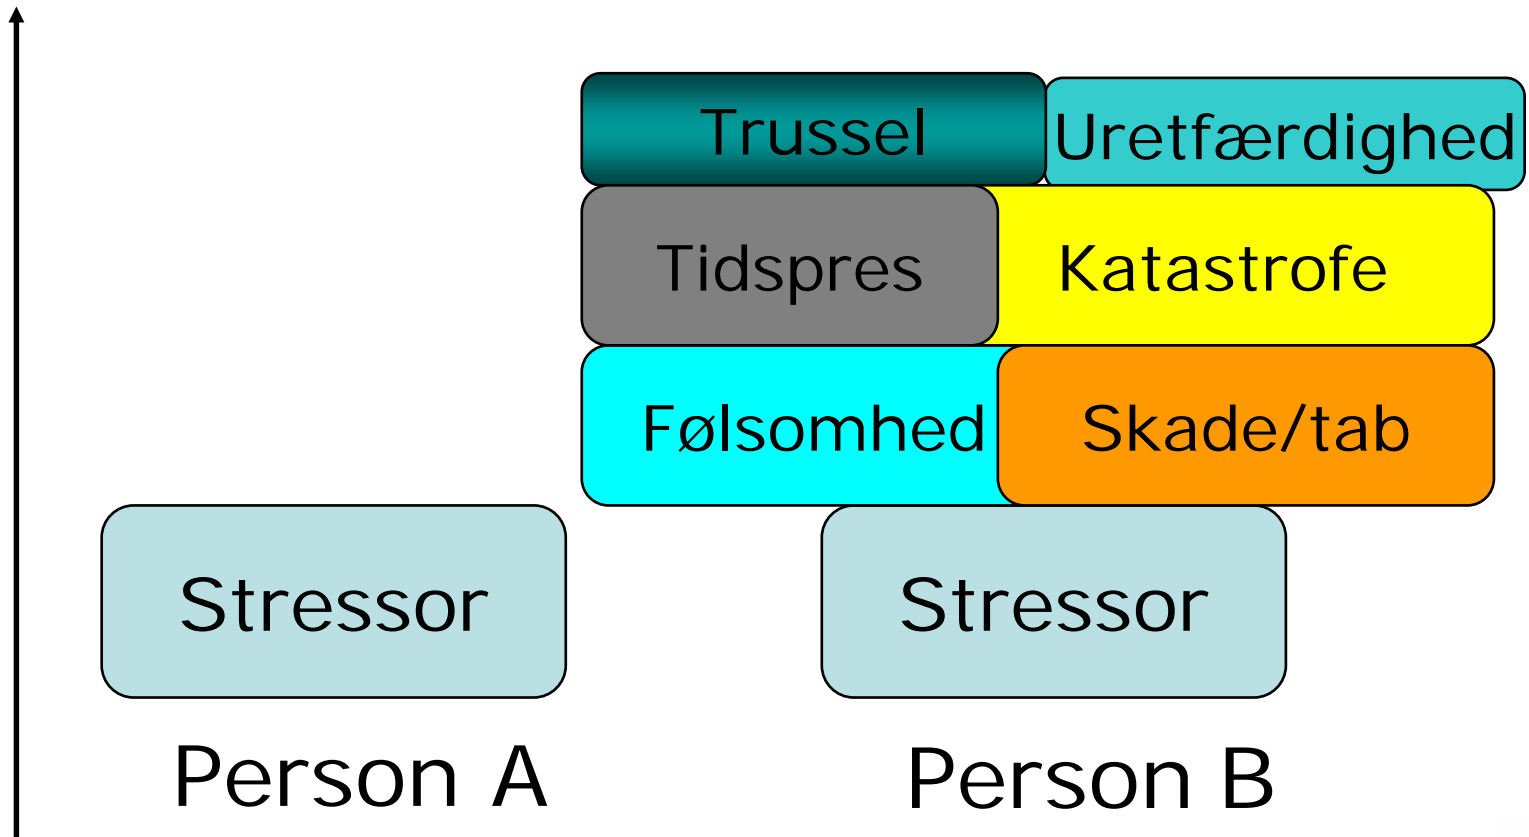 Trussel
Uretfærdighed
Tidspres
Katastrofe
Følsomhed
Skade/tab
Stressor
Stressor
Person A
Person B